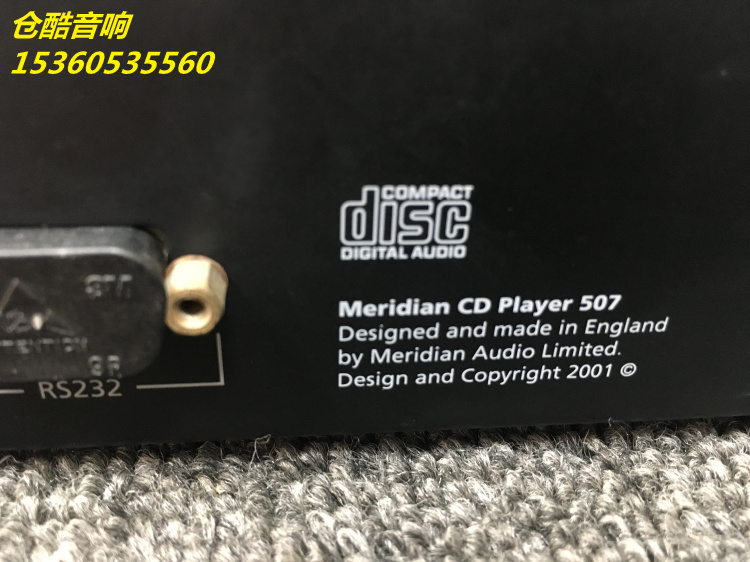 仓酷音响
15360535560
COMPACT
disc
DIGITAL AUDIO
Meridian CD Player 507
Designed and made in England
by Meridian Audio Limited.
Design and Copyright 2001 ©
RS232